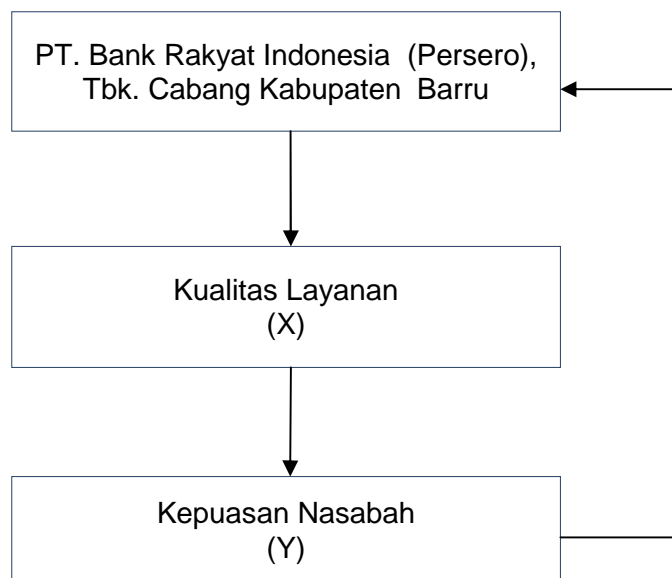 PT. Bank Rakyat Indonesia (Persero),
Tbk. Cabang Kabupaten Barru
Kualitas Layanan
(X)
Kepuasan Nasabah
(Y)